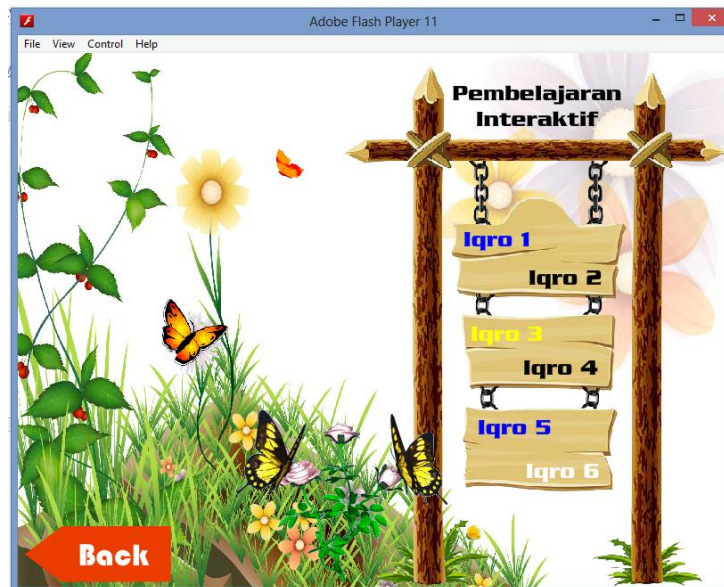 Adobe Flash Player 11
File View Control Help
Pembelajaran
Interaktif
Iqro 1
Iqro 2
Iqro 3
Iqro 4
Iqro 5
Iqro 6
Back